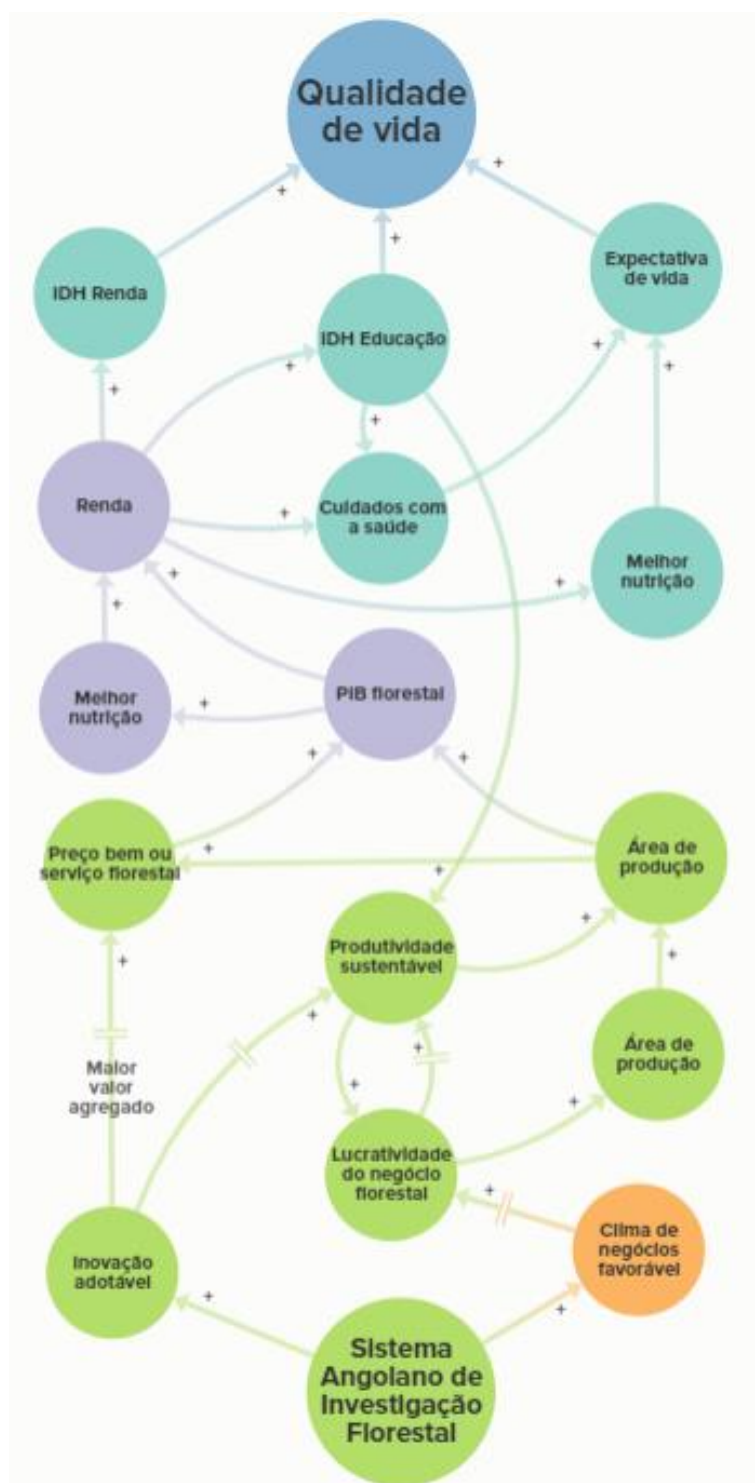 Qualidade
de vida
+
+
+
IDH Renda
IDH Educação
Expectativa
de vida
+
+
+
+
+
Renda
Cuidados com
a saúde
+
Melhor
nutrição
+
+
+
Melhor
nutrição
PIB florestal
+
+
+
Preço bem ou
serviço florestal
+
Área de
produção
+
Produtividade
sustentável
+
+
+
+
+
Maior
valor
agregado
+
Área de
produção
+
Lucratividade
do negócio
florestal
+
Inovação
adotável
Clima de
negócios
favorável
+
+
Sistema
Angolano de
Investigação
Florestal